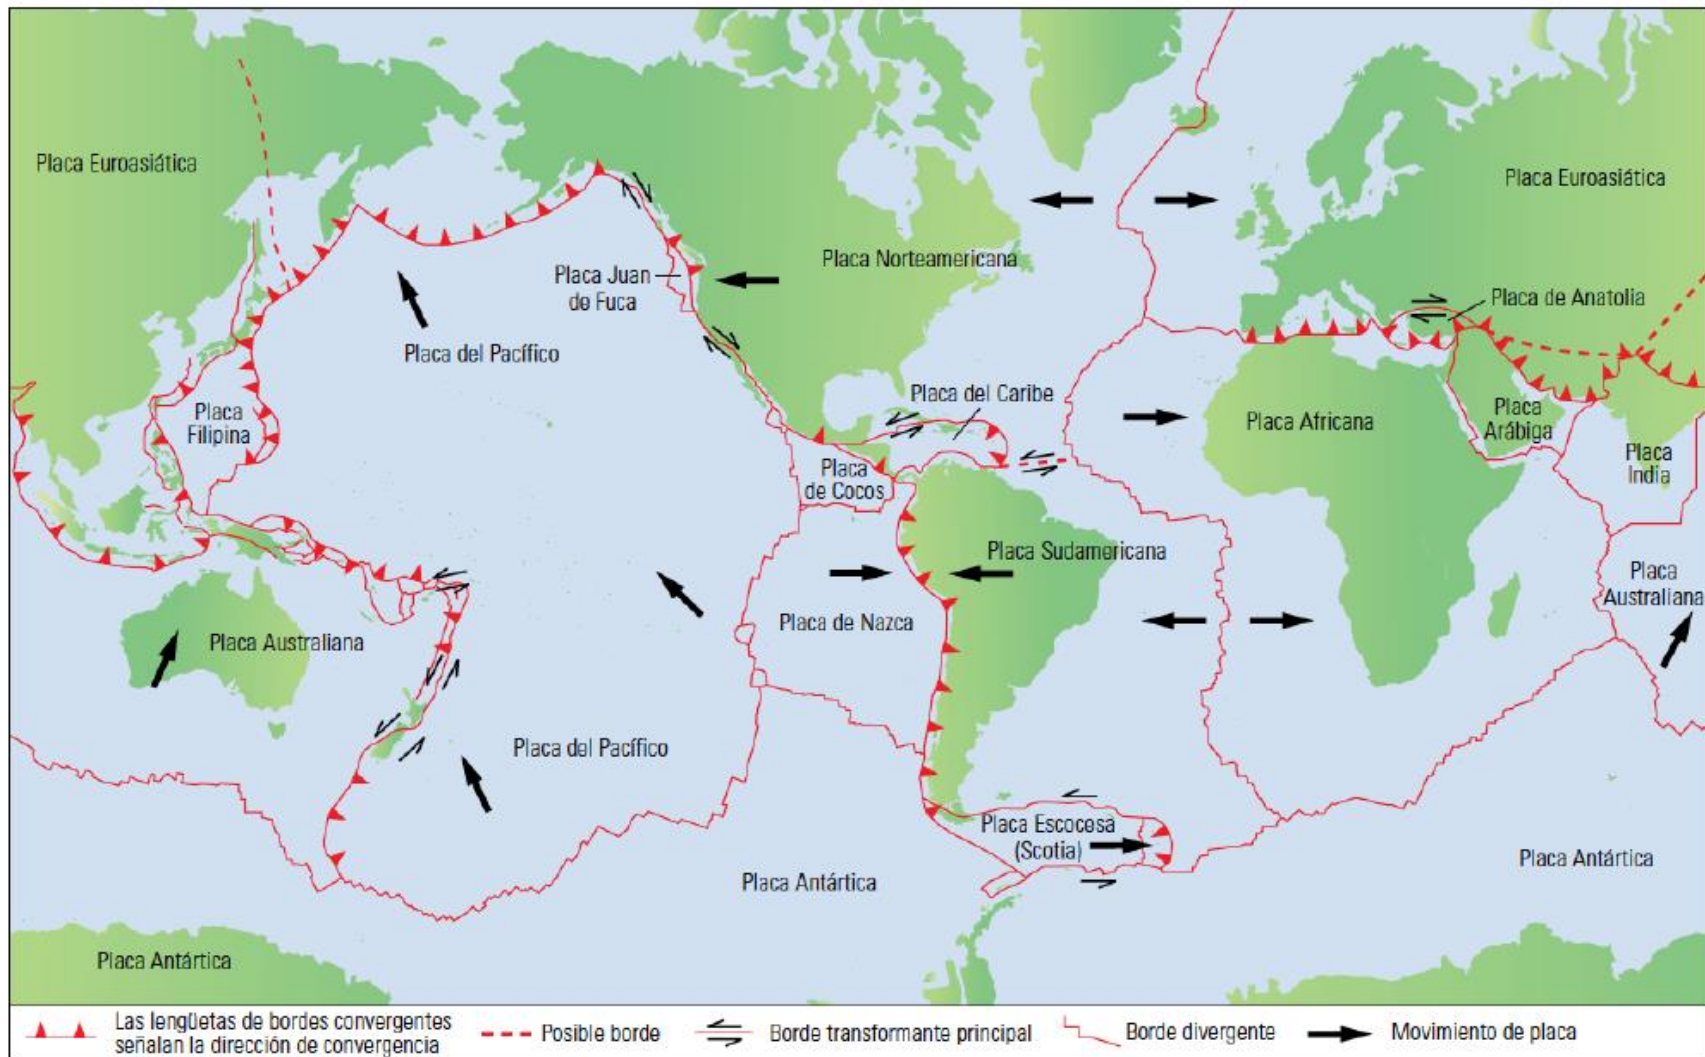 Placa Euroasiática
Placa Euroasiática
Placa Norteamericana
Placa Juan
de Fuca
Placa de Anatolia
Placa del Pacífico
Placa del Caribe
Placa
Filipina
Placa Africana
Placa
Arábiga
Placa
India
Placa
de Cocos
Placa Sudamericana
Placa
Australiana
Placa de Nazca
Placa Australiana
Placa del Pacífico
Placa Escocesa
(Scotia)
Placa Antártica
Placa Antártica
Placa Antártica
Las lengüetas de bordes convergentes
señalan la dirección de convergencia
Posible borde
Borde transformante principal
Borde divergente
Movimiento de placa